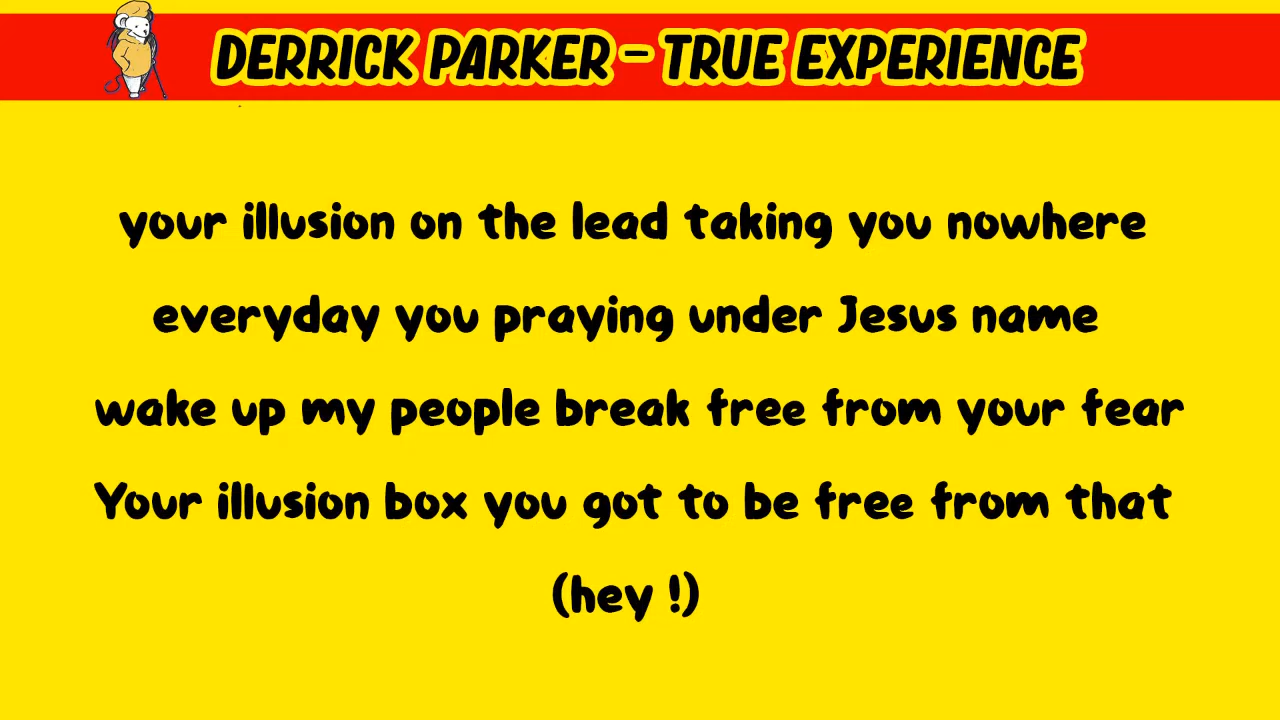 DERRICK PARKER - TRUE EXPERIENCE
your illusion on the lead taking you nowhere
everyday you praying under Jesus name
wake up my people break free from your fear
Your illusion box you got to be free from that
(hey !)